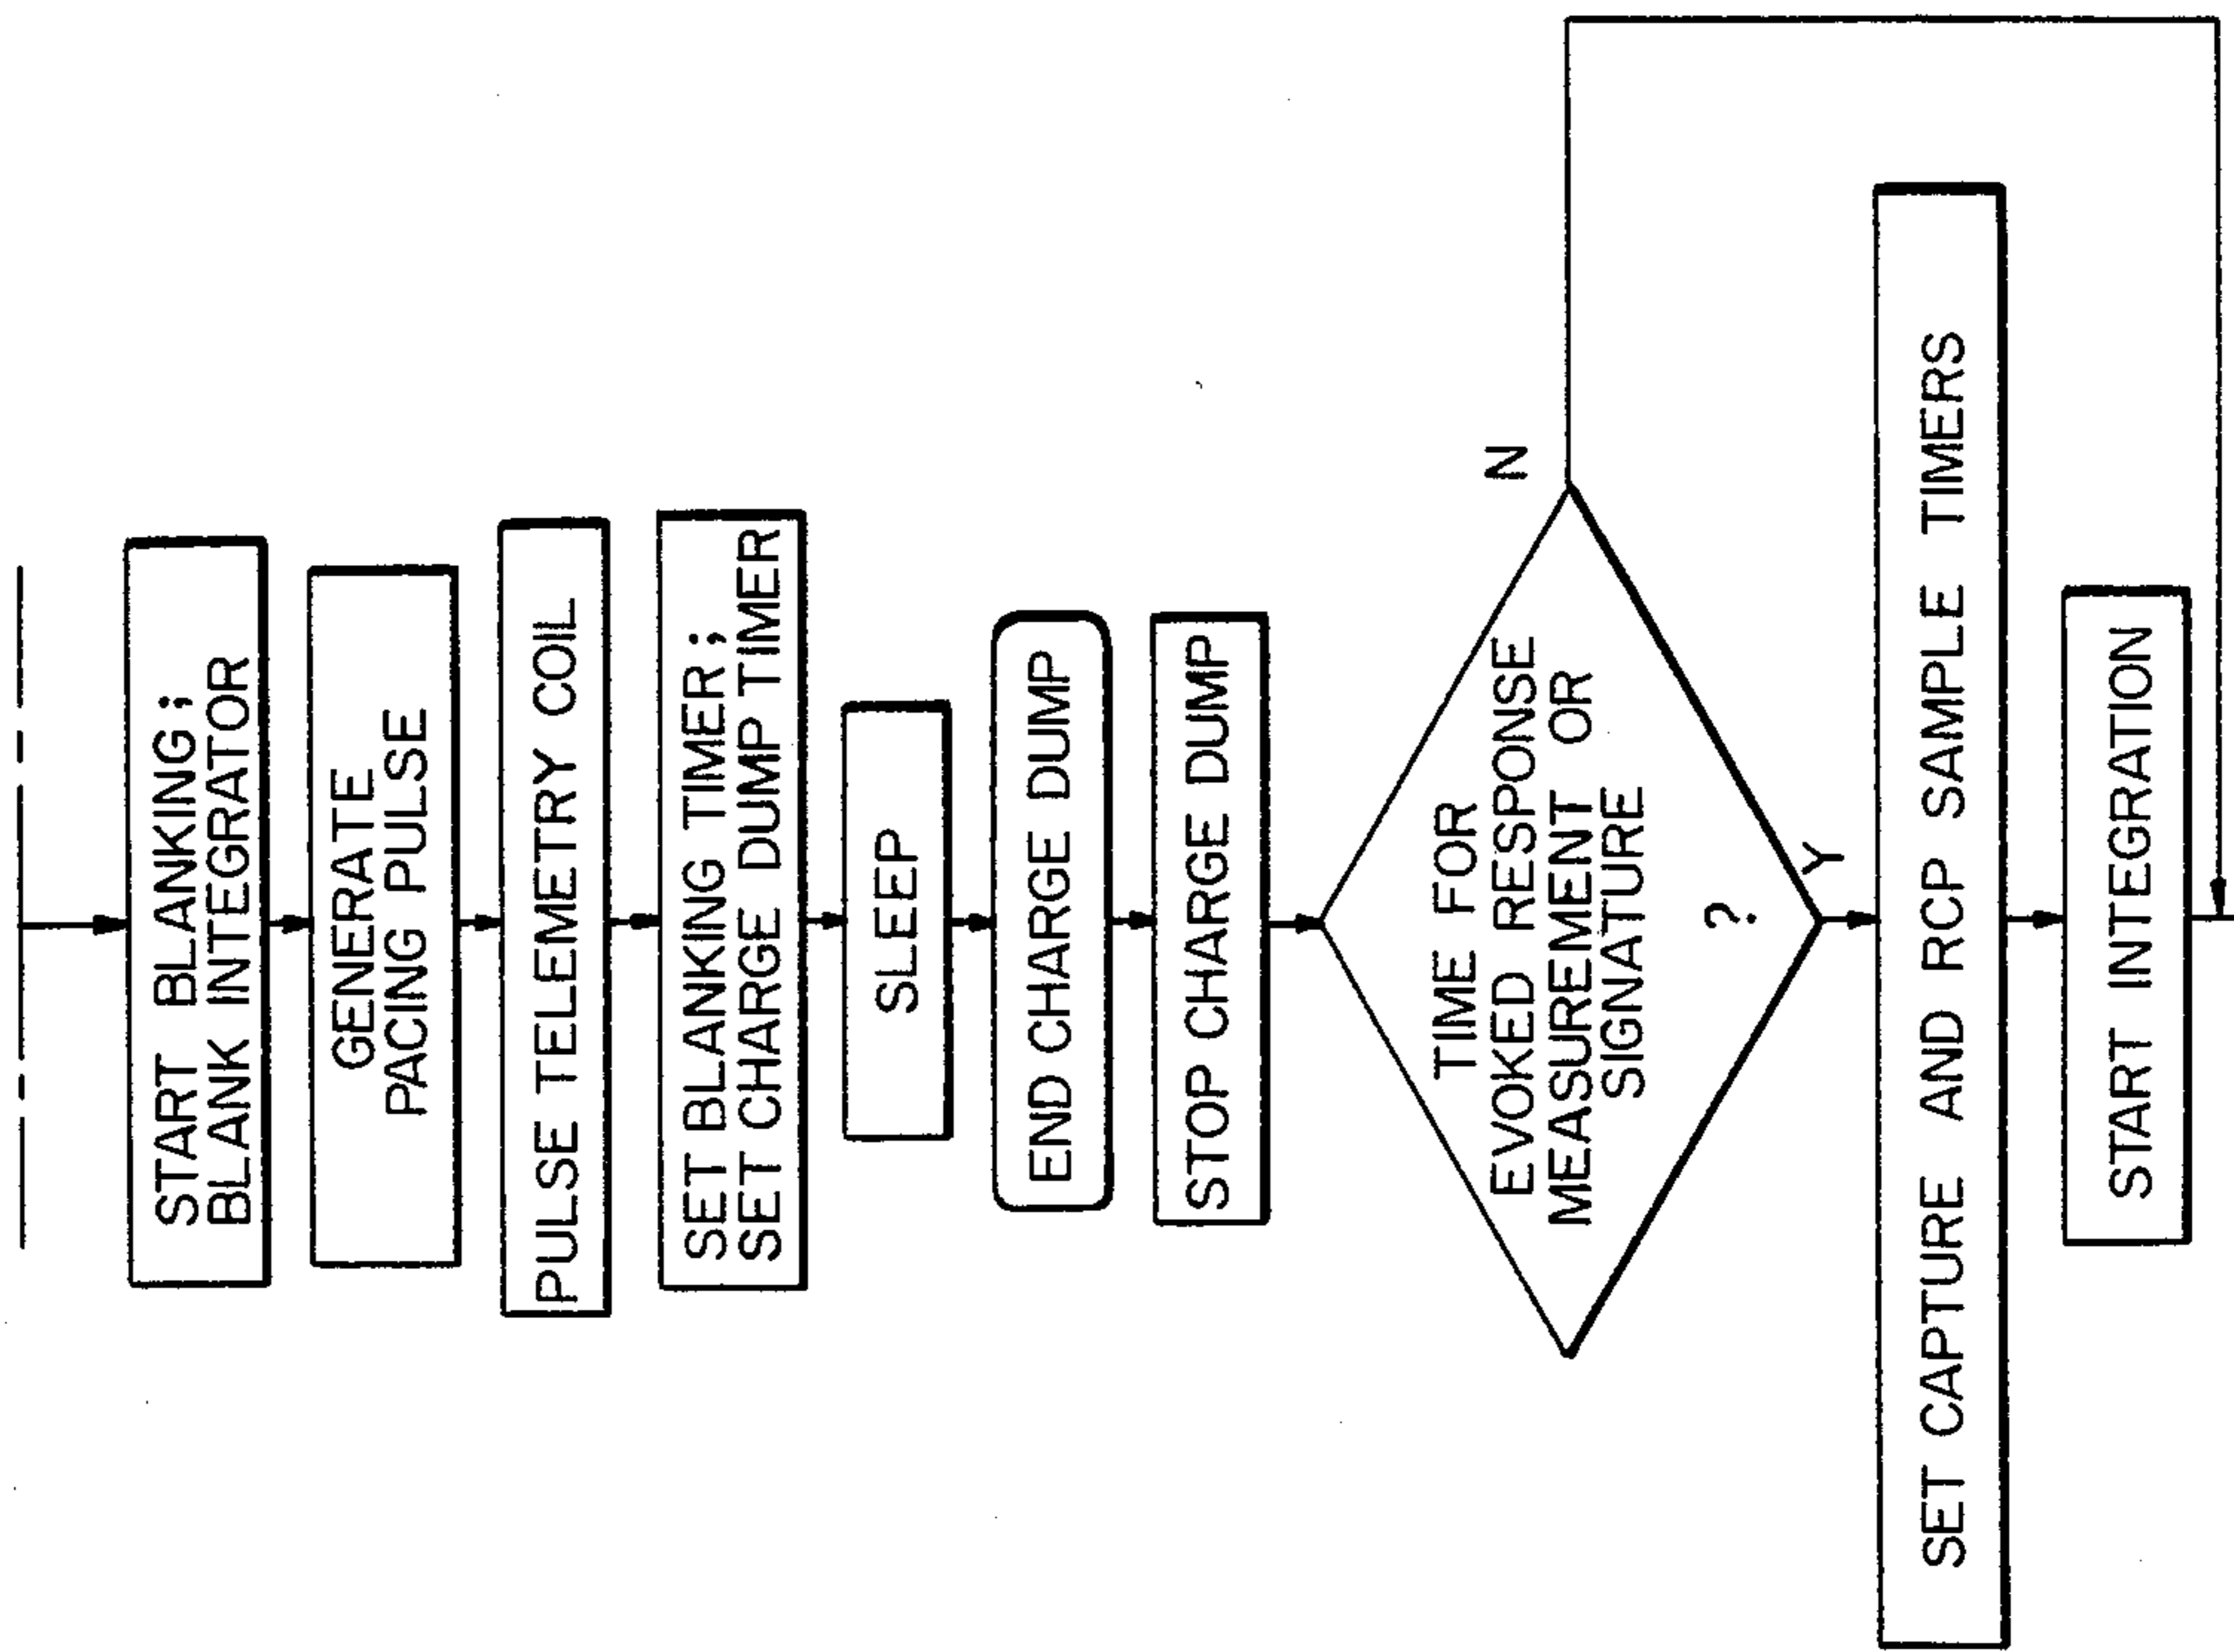 START BLANKING;
BLANK INTEGRATOR
GENERATE
PACING PULSE
PULSE TELEMETRY COIL
SET BLANKING TIMER;
SET CHARGE DUMP TIMER
SLEEP
END CHARGE DUMP
STOP CHARGE DUMP
TIME FOR
EVOKED RESPONSE
MEASUREMENT OR
SIGNATURE
?
N
Y
SET CAPTURE AND RCP SAMPLE TIMERS
START INTEGRATION